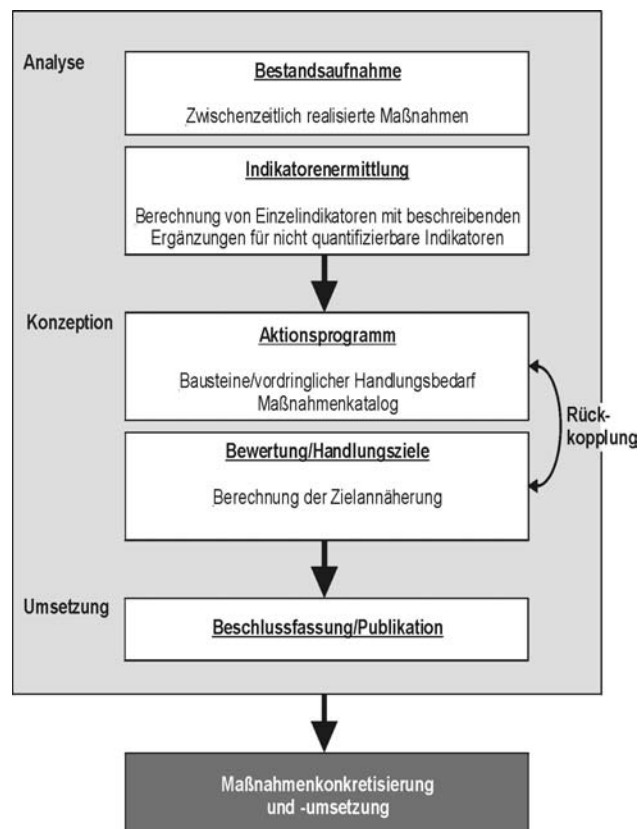 Analyse
Bestandsaufnahme
Zwischenzeitlich realisierte Maßnahmen
Indikatorenermittlung
Berechnung von Einzelindikatoren mit beschreibenden
Ergänzungen für nicht quantifizierbare Indikatoren
Konzeption
Aktionsprogramm
Bausteine/vordringlicher Handlungsbedarf
Maßnahmenkatalog
Rück-
kopplung
Bewertung/Handlungsziele
Berechnung der Zielannäherung
Umsetzung
Beschlussfassung/Publikation
Maßnahmenkonkretisierung
und -umsetzung